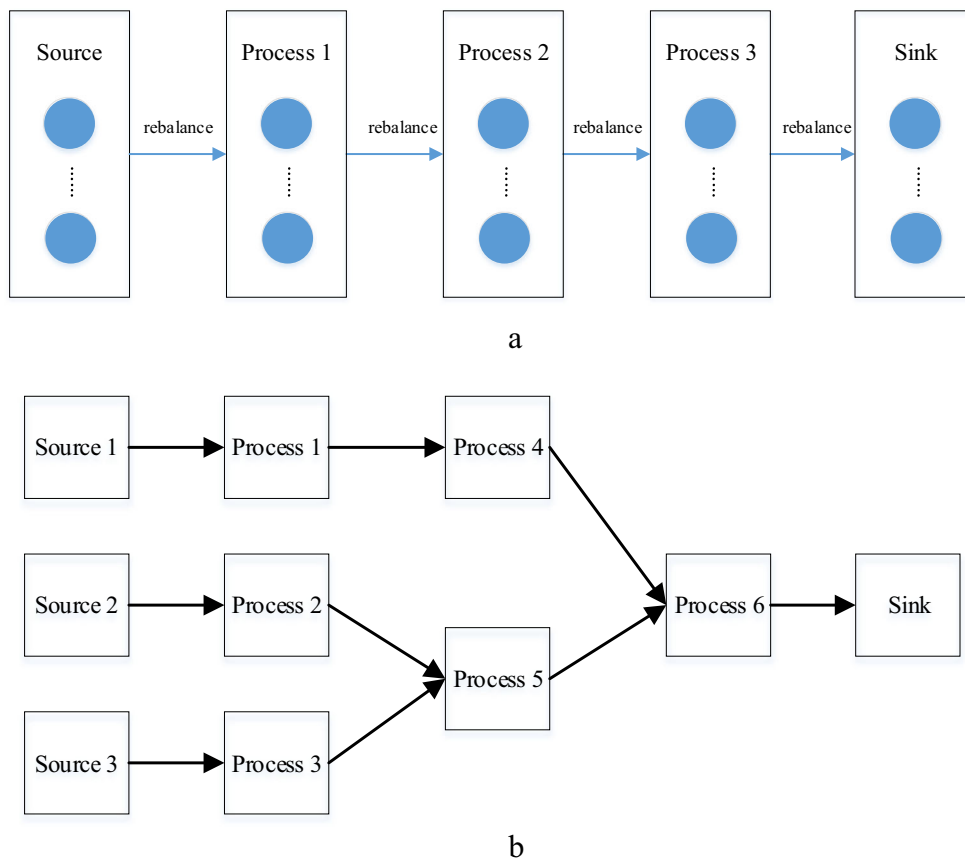 Source
Process 1
Process 2
Process 3
Sink
rebalance
rebalance
rebalance
rebalance
a
Source 1
Process 1
Process 4
Source 2
Process 2
Process 6
Sink
Process 5
Source 3
Process 3
b